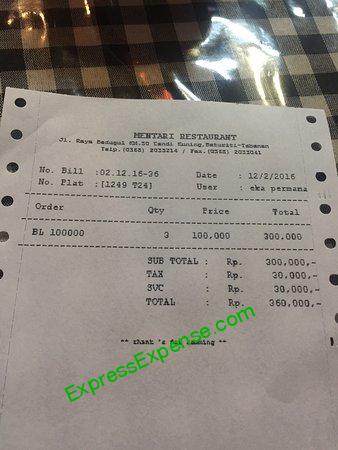 MENTARI RESTAURANT
Jl. Raya Bedugul KM.50 Candi Kuning,Baturiti-Tabanan
Telp.(0368) 2033214 / Fax.(0368) 2033041
No. Bill :02.12.16-36 Date : 12/2/2016
No. Plat :[1249 T24] User : eka permana
Order Qty Price Total
BL 100000 3 100,000 300,000
SUB TOTAL : Rp. 300,000,-
TAX : Rp. 30,000,-
SVC : Rp. 30,000,-
TOTAL : Rp. 360,000,-
** thank 's for comming **
ExpressExpense.com